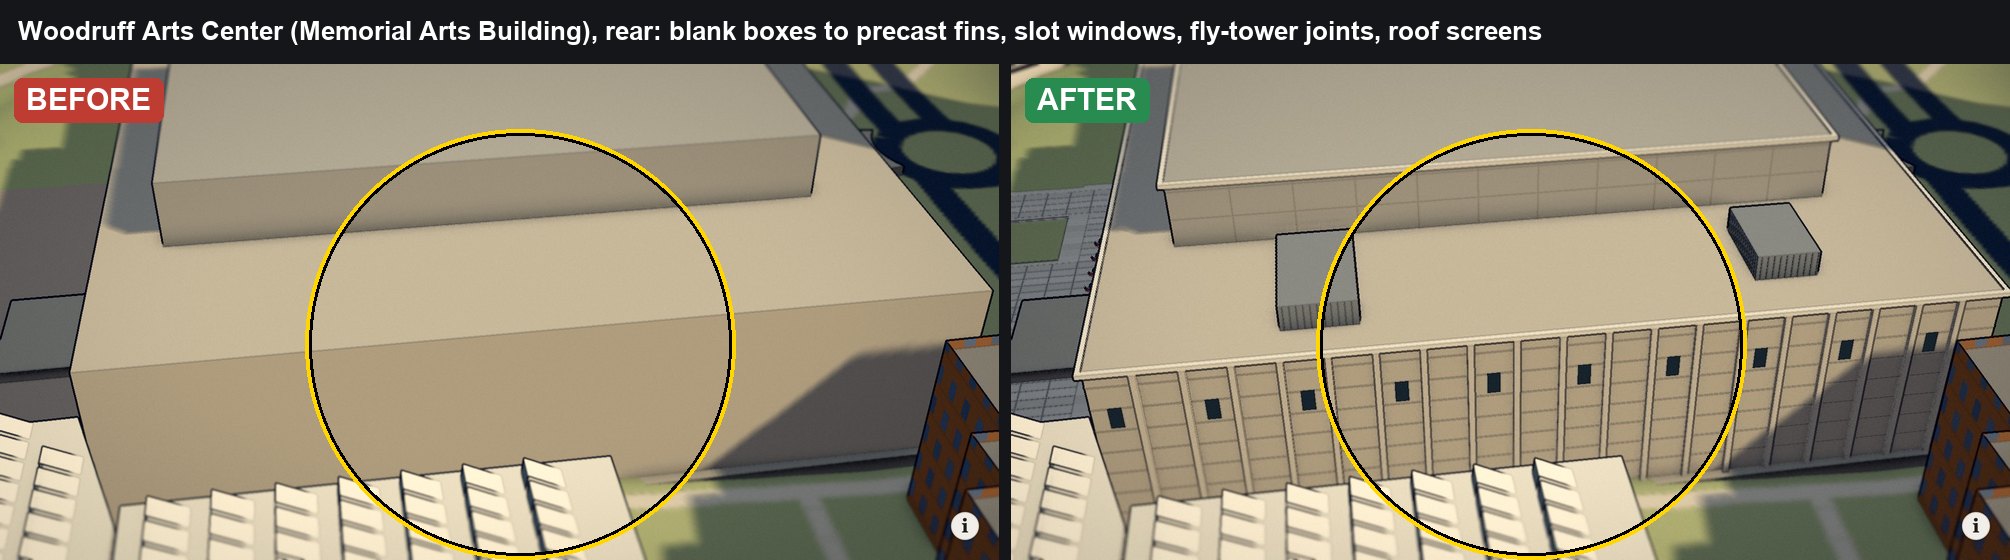 Woodruff Arts Center (Memorial Arts Building), rear: blank boxes to precast fins, slot windows, fly-tower joints, roof screens
BEFORE
AFTER
i
i